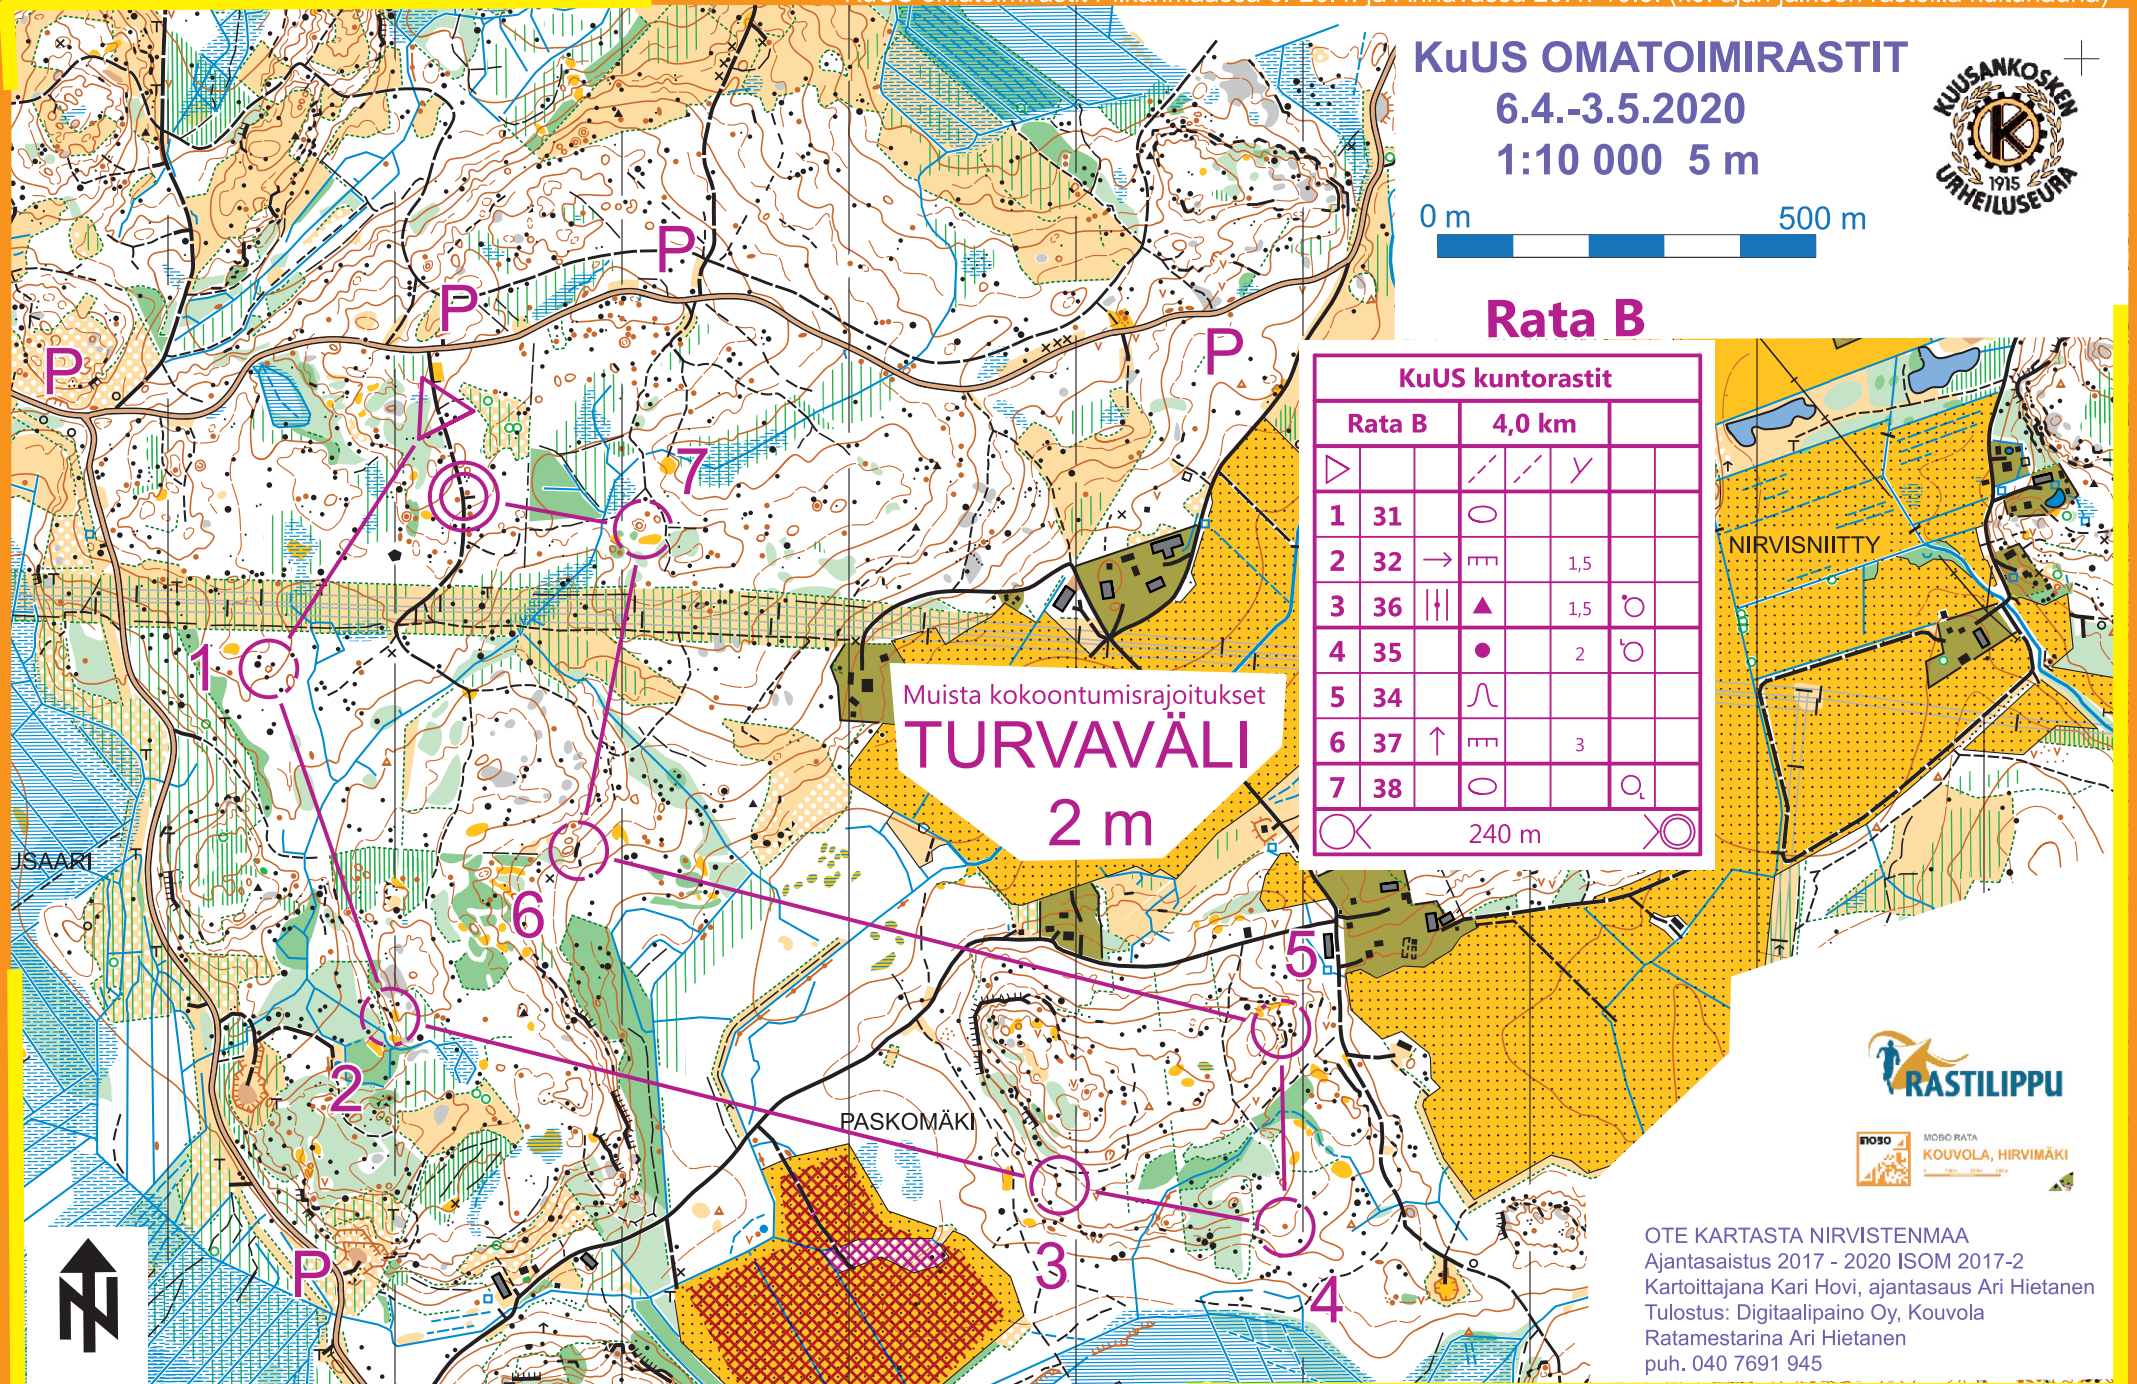 KuUS OMATOIMIRASTIT
6.4.-3.5.2020
1:10 000 5 m
KUUSANKOSKEN
K
1915
URHEILUSEURA
0 m 500 m
Rata B
KuUS kuntorastit
Rata B 4,0 km
1 31
2 32 1,5
3 36 1,5
4 35 2
5 34
6 37 3
7 38
240 m
P
P
P
P
P
7
1
6
5
2
3
4
NIRVISNIITTY
Muista kokoontumisrajoitukset
TURVAVÄLI
2 m
USAARI
PASKOMÄKI
N
RASTILIPPU
MOBO
MOBO RATA
KOUVOLA, HIRVIMÄKI
OTE KARTASTA NIRVISTENMAA
Ajantasaistus 2017 - 2020 ISOM 2017-2
Kartoittajana Kari Hovi, ajantasaus Ari Hietanen
Tulostus: Digitaalipaino Oy, Kouvola
Ratamestarina Ari Hietanen
puh. 040 7691 945